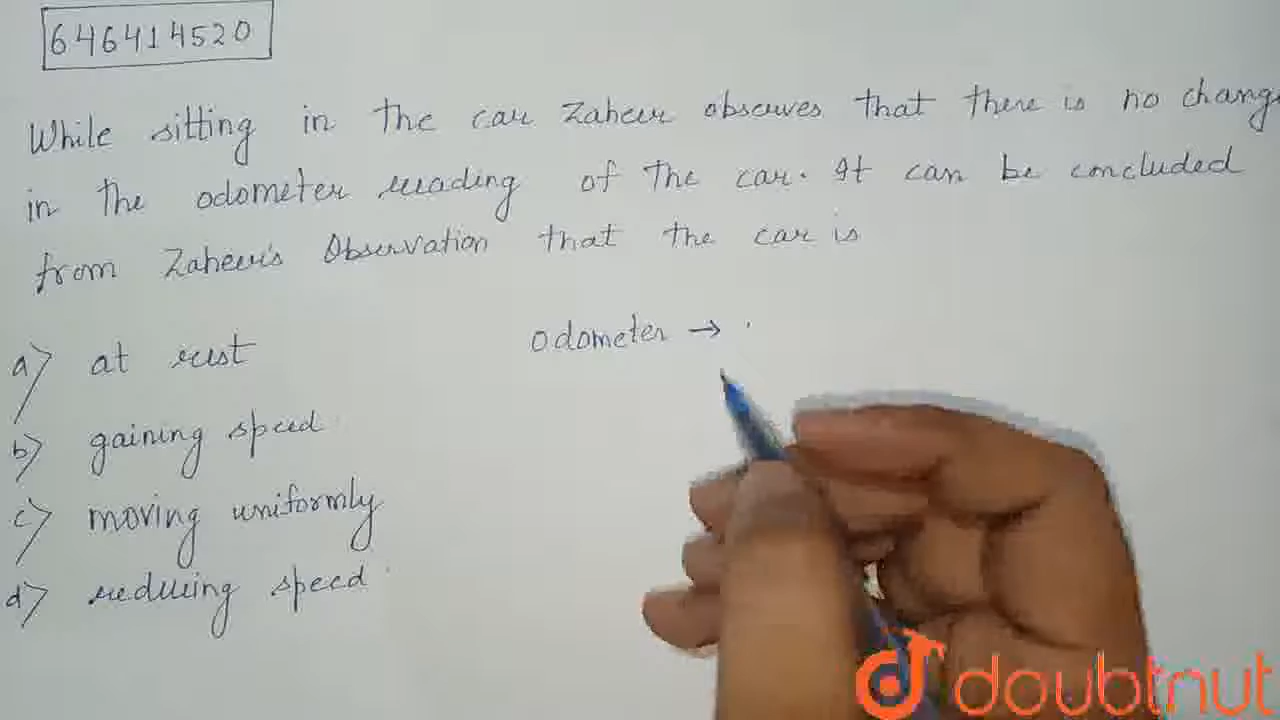 646414520
While sitting in the car Zaheer observes that there is no chang
in the odometer reading of The car. It can be concluded
from Zaheer's Observation that the car is
a) at rest
odometer →
b) gaining speed
c) moving uniformly
d) reducing speed
doubtnut